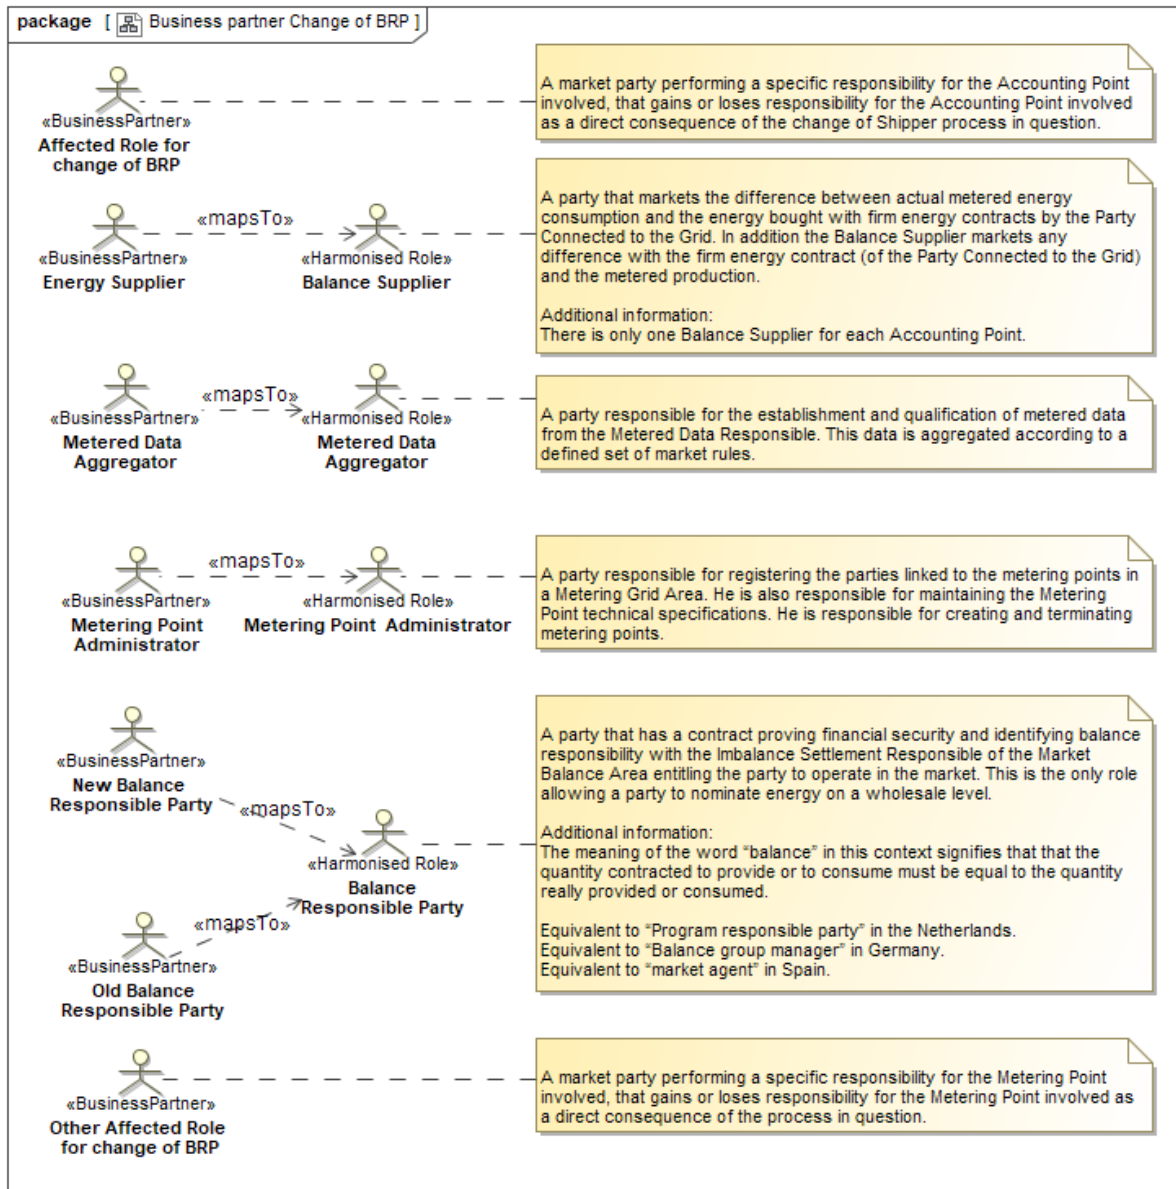 package [ Business partner Change of BRP ]
«BusinessPartner»
Affected Role for
change of BRP
A market party performing a specific responsibility for the Accounting Point
involved, that gains or loses responsibility for the Accounting Point involved
as a direct consequence of the change of Shipper process in question.
«mapsTo»
«BusinessPartner»
Energy Supplier
«Harmonised Role»
Balance Supplier
A party that markets the difference between actual metered energy
consumption and the energy bought with firm energy contracts by the Party
Connected to the Grid. In addition the Balance Supplier markets any
difference with the firm energy contract (of the Party Connected to the Grid)
and the metered production.
Additional information:
There is only one Balance Supplier for each Accounting Point.
«mapsTo»
«BusinessPartner»
Metered Data
Aggregator
«Harmonised Role»
Metered Data
Aggregator
A party responsible for the establishment and qualification of metered data
from the Metered Data Responsible. This data is aggregated according to a
defined set of market rules.
«mapsTo»
«BusinessPartner»
Metering Point
Administrator
«Harmonised Role»
Metering Point Administrator
A party responsible for registering the parties linked to the metering points in
a Metering Grid Area. He is also responsible for maintaining the Metering
Point technical specifications. He is responsible for creating and terminating
metering points.
«BusinessPartner»
New Balance
Responsible Party
«mapsTo»
«Harmonised Role»
Balance
Responsible Party
«mapsTo»
«BusinessPartner»
Old Balance
Responsible Party
A party that has a contract proving financial security and identifying balance
responsibility with the Imbalance Settlement Responsible of the Market
Balance Area entitling the party to operate in the market. This is the only role
allowing a party to nominate energy on a wholesale level.
Additional information:
The meaning of the word “balance” in this context signifies that that the
quantity contracted to provide or to consume must be equal to the quantity
really provided or consumed.
Equivalent to “Program responsible party” in the Netherlands.
Equivalent to “Balance group manager” in Germany.
Equivalent to “market agent” in Spain.
«BusinessPartner»
Other Affected Role
for change of BRP
A market party performing a specific responsibility for the Metering Point
involved, that gains or loses responsibility for the Metering Point involved as
a direct consequence of the process in question.